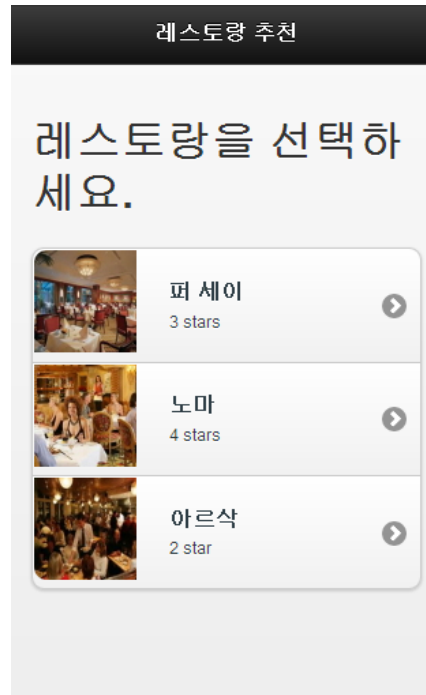 레스토랑 추천
레스토랑을 선택하
세요.
퍼 세이
3 stars
노마
4 stars
아르삭
2 star